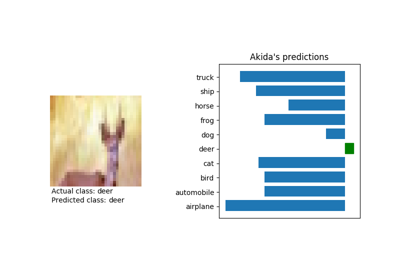 Akida's predictions
truck
ship
horse
frog
dog
deer
cat
bird
automobile
airplane
Actual class: deer
Predicted class: deer